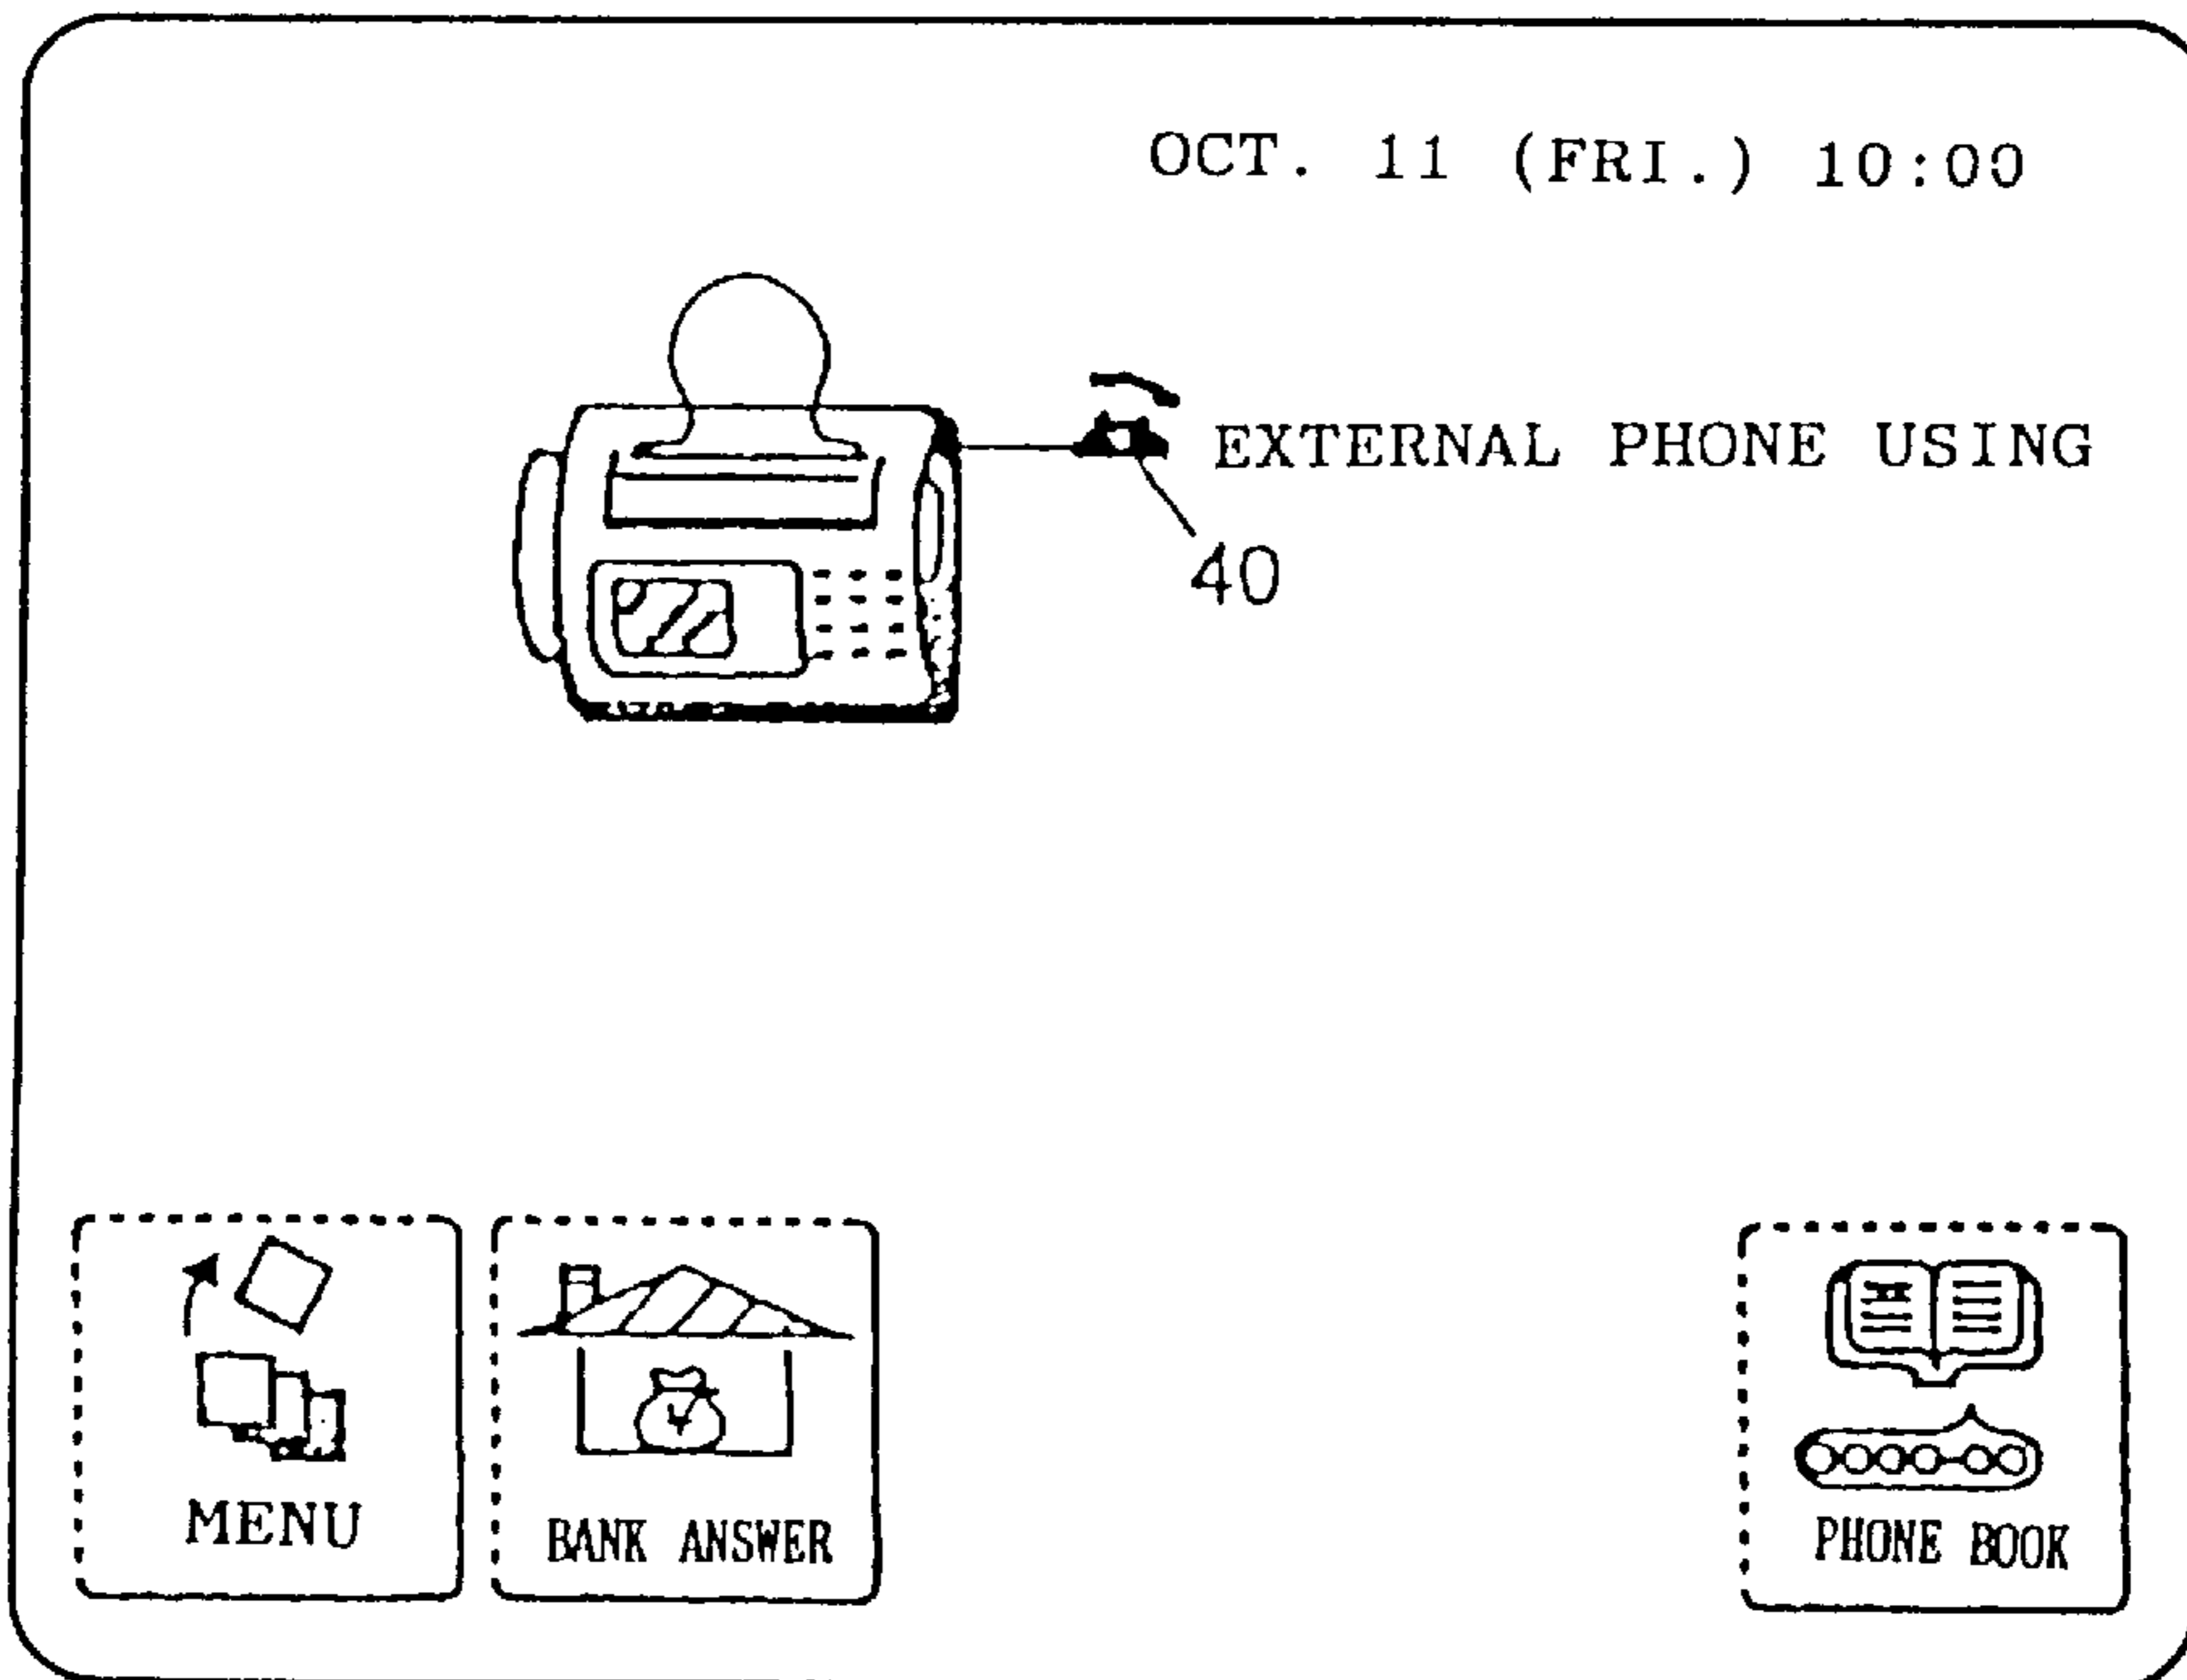 OCT. 11 (FRI.) 10:00
EXTERNAL PHONE USING
40
MENU
BANK ANSWER
PHONE BOOK